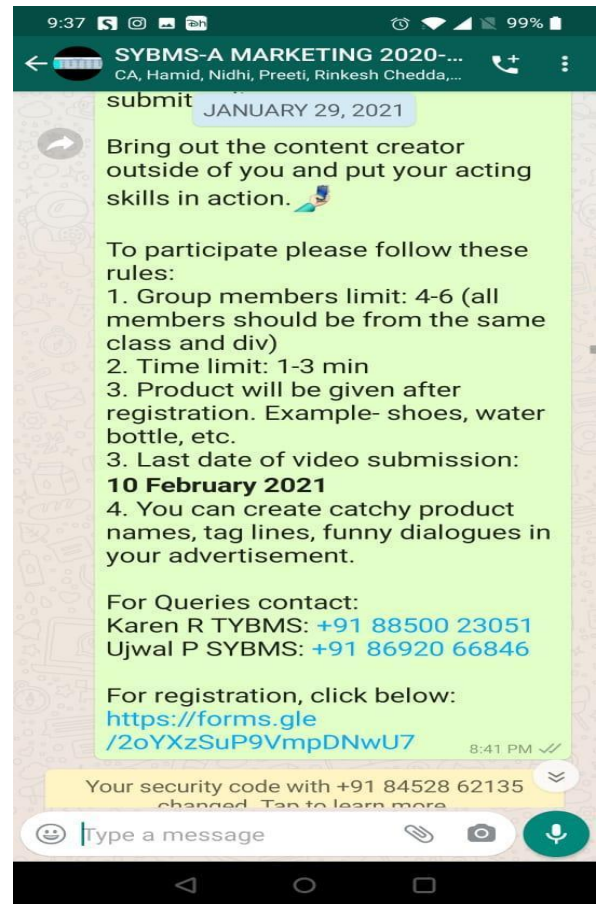 9:37
99%
SYBMS-A MARKETING 2020-...
CA, Hamid, Nidhi, Preeti, Rinkesh Chedda,...
submit
JANUARY 29, 2021
Bring out the content creator
outside of you and put your acting
skills in action.
To participate please follow these
rules:
1. Group members limit: 4-6 (all
members should be from the same
class and div)
2. Time limit: 1-3 min
3. Product will be given after
registration. Example- shoes, water
bottle, etc.
3. Last date of video submission:
10 February 2021
4. You can create catchy product
names, tag lines, funny dialogues in
your advertisement.
For Queries contact:
Karen R TYBMS: +91 88500 23051
Ujwal P SYBMS: +91 86920 66846
For registration, click below:
https://forms.gle
/2oYXzSuP9VmpDNwU7
8:41 PM
Your security code with +91 84528 62135
changed. Tap to learn more
Type a message